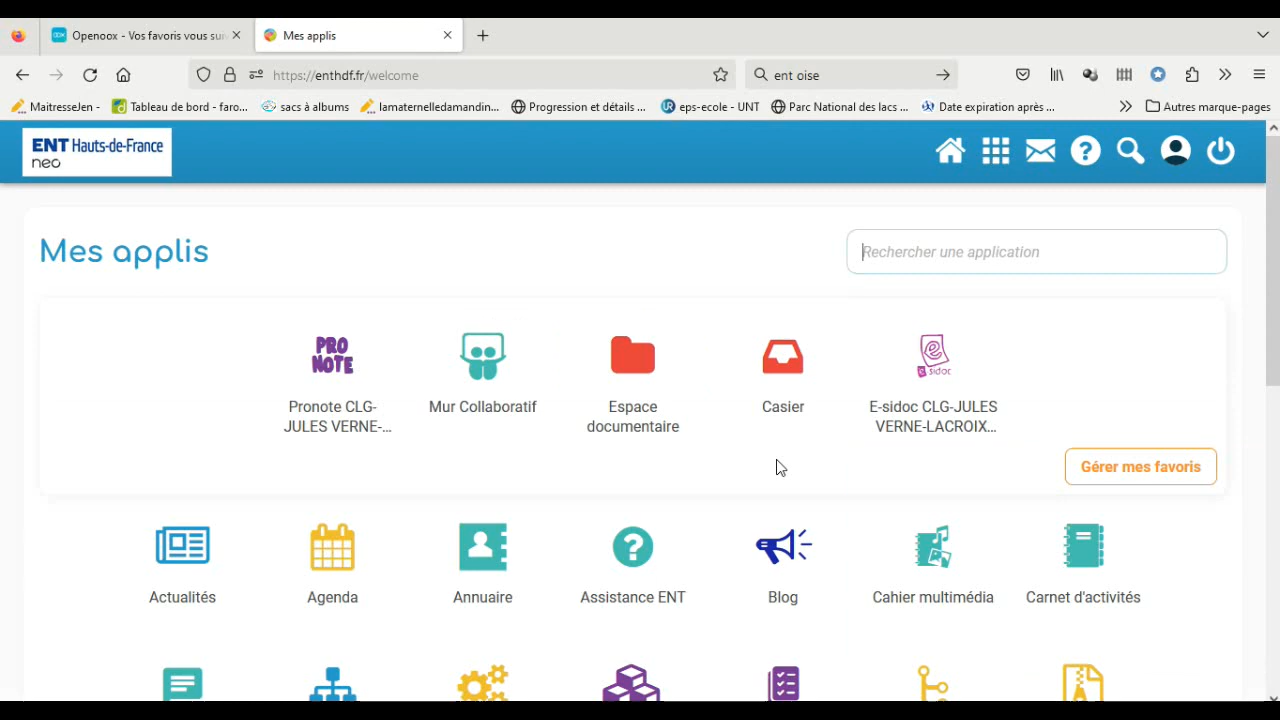 Openoox - Vos favoris vous sui
Mes applis
https://enthdf.fr/welcome
ent oise
MaitresseJen -
Tableau de bord - faro...
sacs à albums
lamaternelledamandin...
Progession et détails ...
eps-ecole - UNT
Parc National des lacs ...
Date expiration après ...
Autres marque-pages
ENT Hauts-de-France
neo
Mes applis
Rechercher une application
PRO
NOTE
Pronote CLG-
JULES VERNE-...
Mur Collaboratif
Espace
documentaire
Casier
e
e sidoc
E-sidoc CLG-JULES
VERNE-LACROIX...
Gérer mes favoris
Actualités
Agenda
Annuaire
Assistance ENT
Blog
Cahier multimédia
Carnet d'activités